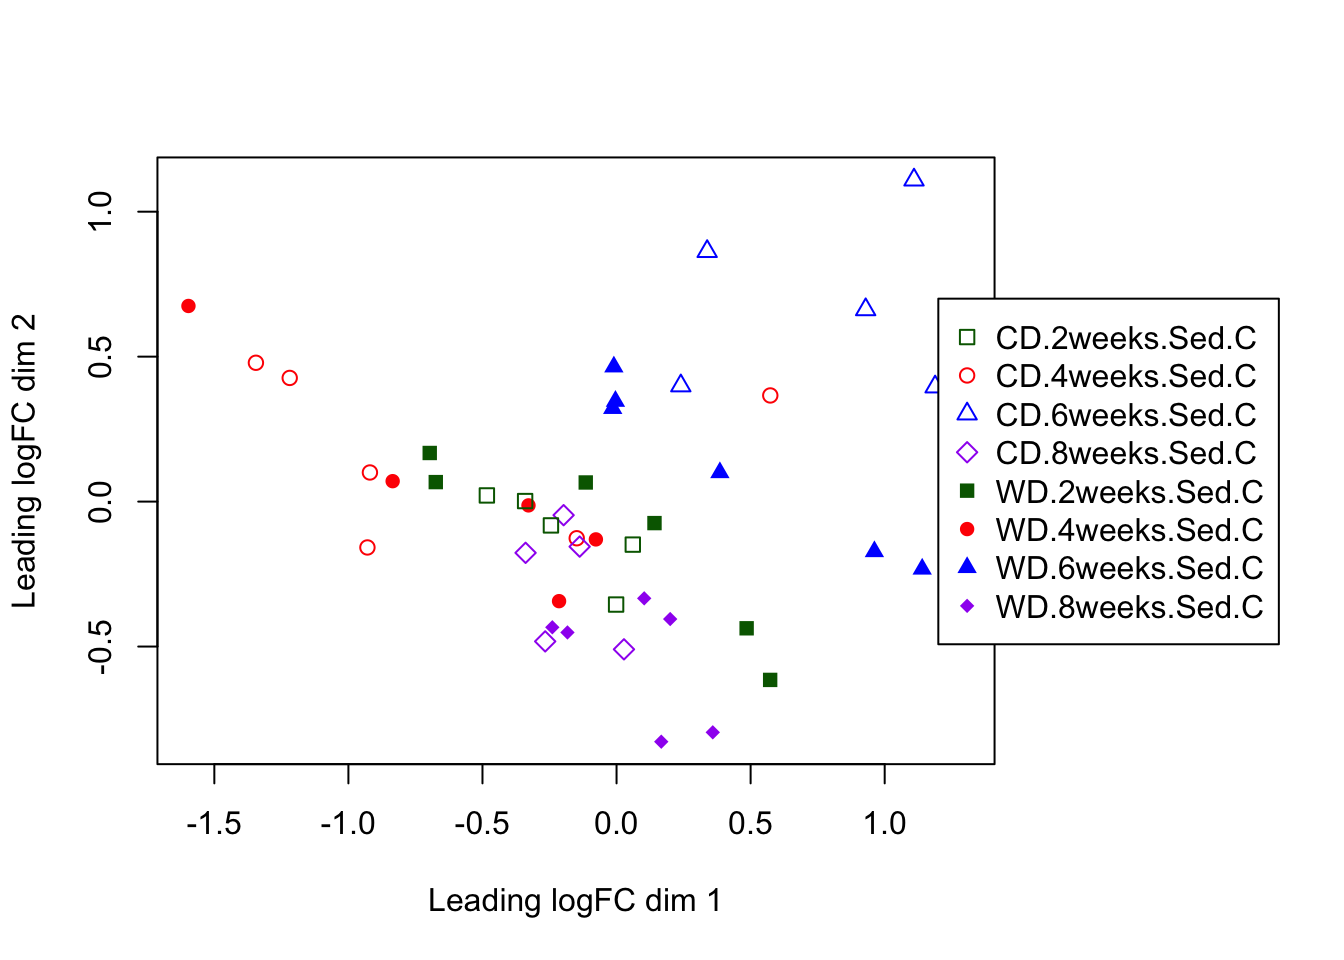 1.0
0.5
0.0
-0.5
Leading logFC dim 2
CD.2weeks.Sed.C
CD.4weeks.Sed.C
CD.6weeks.Sed.C
CD.8weeks.Sed.C
WD.2weeks.Sed.C
WD.4weeks.Sed.C
WD.6weeks.Sed.C
WD.8weeks.Sed.C
-1.5 -1.0 -0.5 0.0 0.5 1.0
Leading logFC dim 1